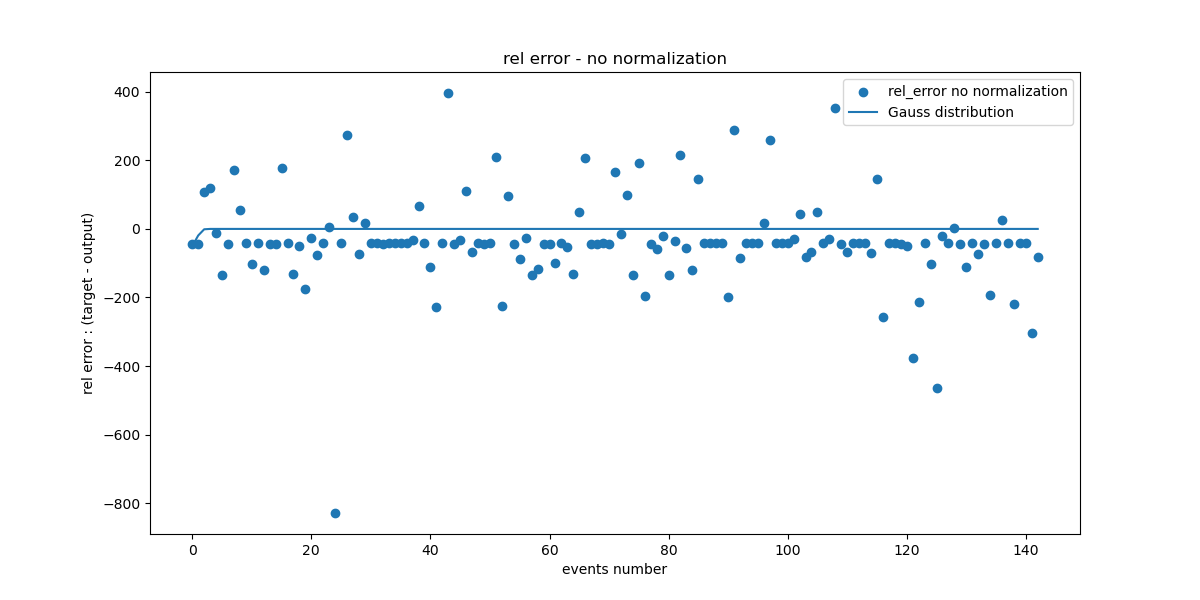 rel error - no normalization
rel_error no normalization
Gauss distribution
400
200
0
−200
−400
−600
−800
rel error : (target - output)
0 20 40 60 80 100 120 140
events number